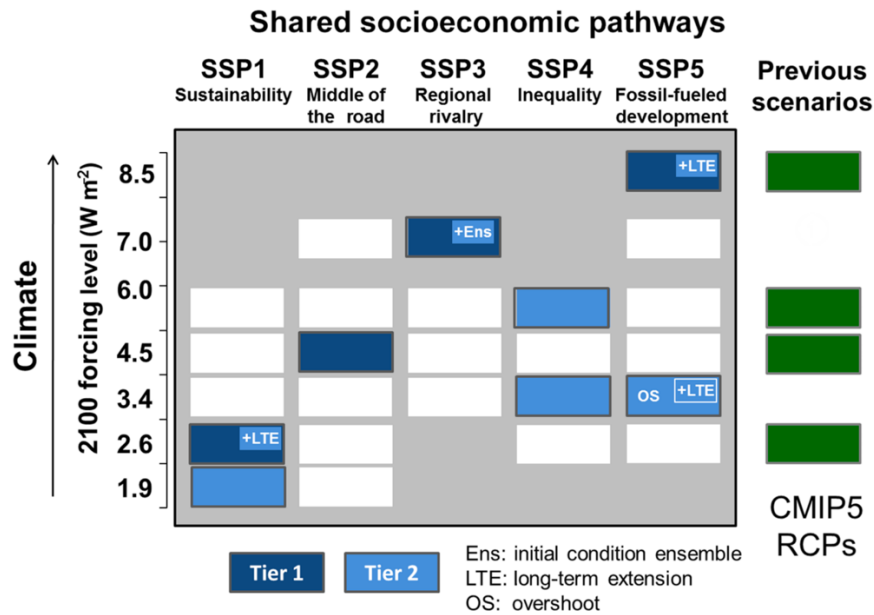 Shared socioeconomic pathways
SSP1 SSP2 SSP3 SSP4 SSP5
Sustainability Middle of the road Regional rivalry Inequality Fossil-fueled development
Previous
scenarios
Climate
2100 forcing level (W m-2)
8.5 +LTE
7.0 +Ens
6.0
4.5
3.4 OS +LTE
2.6 +LTE
1.9
CMIP5
RCPs
Tier 1 Tier 2
Ens: initial condition ensemble
LTE: long-term extension
OS: overshoot